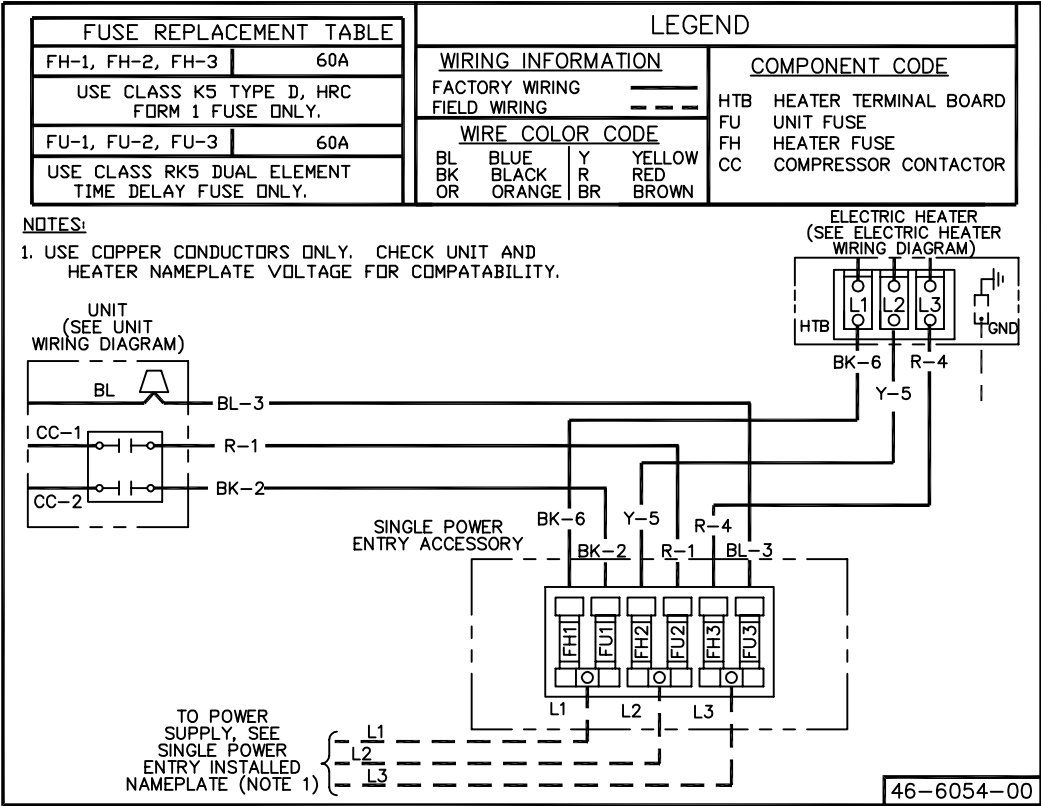 FUSE REPLACEMENT TABLE
FH-1, FH-2, FH-3 60A
USE CLASS K5 TYPE D, HRC
FORM 1 FUSE ONLY.
FU-1, FU-2, FU-3 60A
USE CLASS RK5 DUAL ELEMENT
TIME DELAY FUSE ONLY.
LEGEND
WIRING INFORMATION
FACTORY WIRING
FIELD WIRING
WIRE COLOR CODE
BL BLUE Y YELLOW
BK BLACK R RED
OR ORANGE BR BROWN
COMPONENT CODE
HTB HEATER TERMINAL BOARD
FU UNIT FUSE
FH HEATER FUSE
CC COMPRESSOR CONTACTOR
NOTES:
1. USE COPPER CONDUCTORS ONLY. CHECK UNIT AND
HEATER NAMEPLATE VOLTAGE FOR COMPATABILITY.
ELECTRIC HEATER
(SEE ELECTRIC HEATER
WIRING DIAGRAM)
L1 L2 L3
HTB
GND
BK-6 R-4
Y-5
UNIT
(SEE UNIT
WIRING DIAGRAM)
BL
BL-3
CC-1
R-1
CC-2
BK-2
SINGLE POWER
ENTRY ACCESSORY
BK-6 Y-5 R-4
BK-2 R-1 BL-3
FH1 FU1 FH2 FU2 FH3 FU3
L1 L2 L3
TO POWER
SUPPLY, SEE
SINGLE POWER
ENTRY INSTALLED
NAMEPLATE (NOTE 1)
L1
L2
L3
46-6054-00